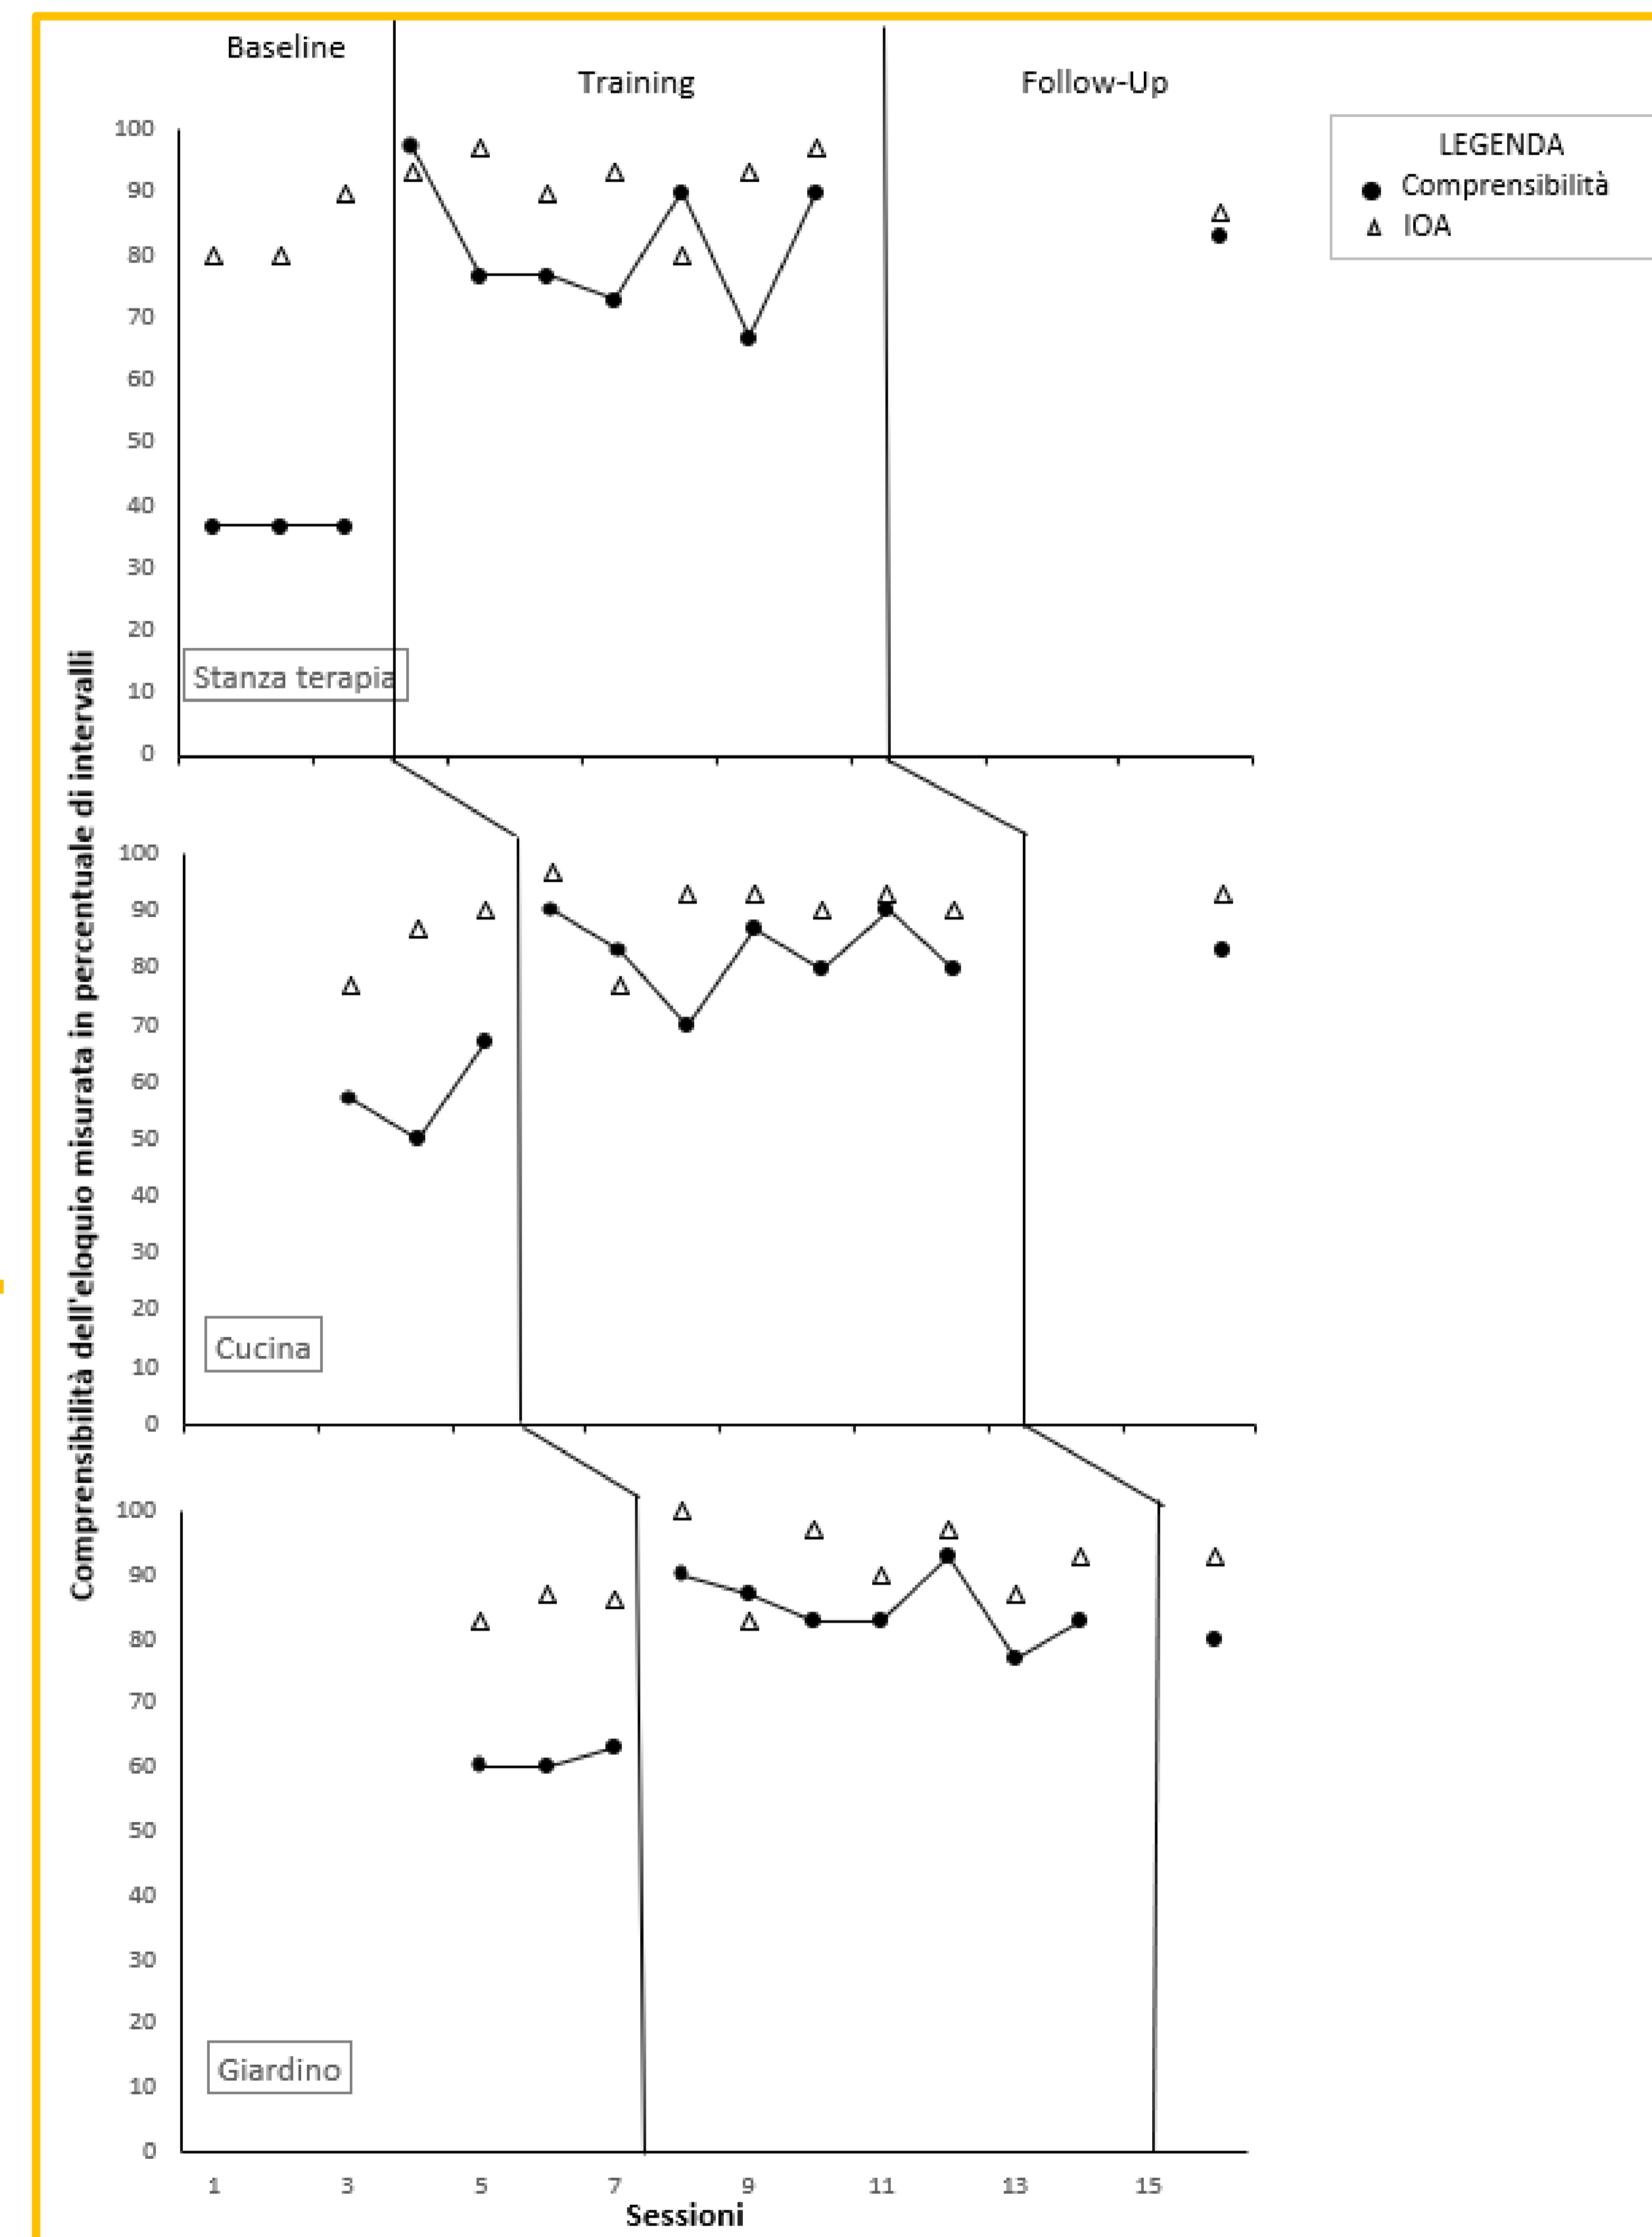 Baseline
Training
Follow-Up
LEGENDA
Comprensibilità
IOA
100
90
80
70
60
50
40
30
20
10
0
Stanza terapia
Comprensibilità dell'eloquio misurata in percentuale di intervalli
100
90
80
70
60
50
40
30
20
10
0
Cucina
100
90
80
70
60
50
40
30
20
10
0
Giardino
1 3 5 7 9 11 13 15
Sessioni